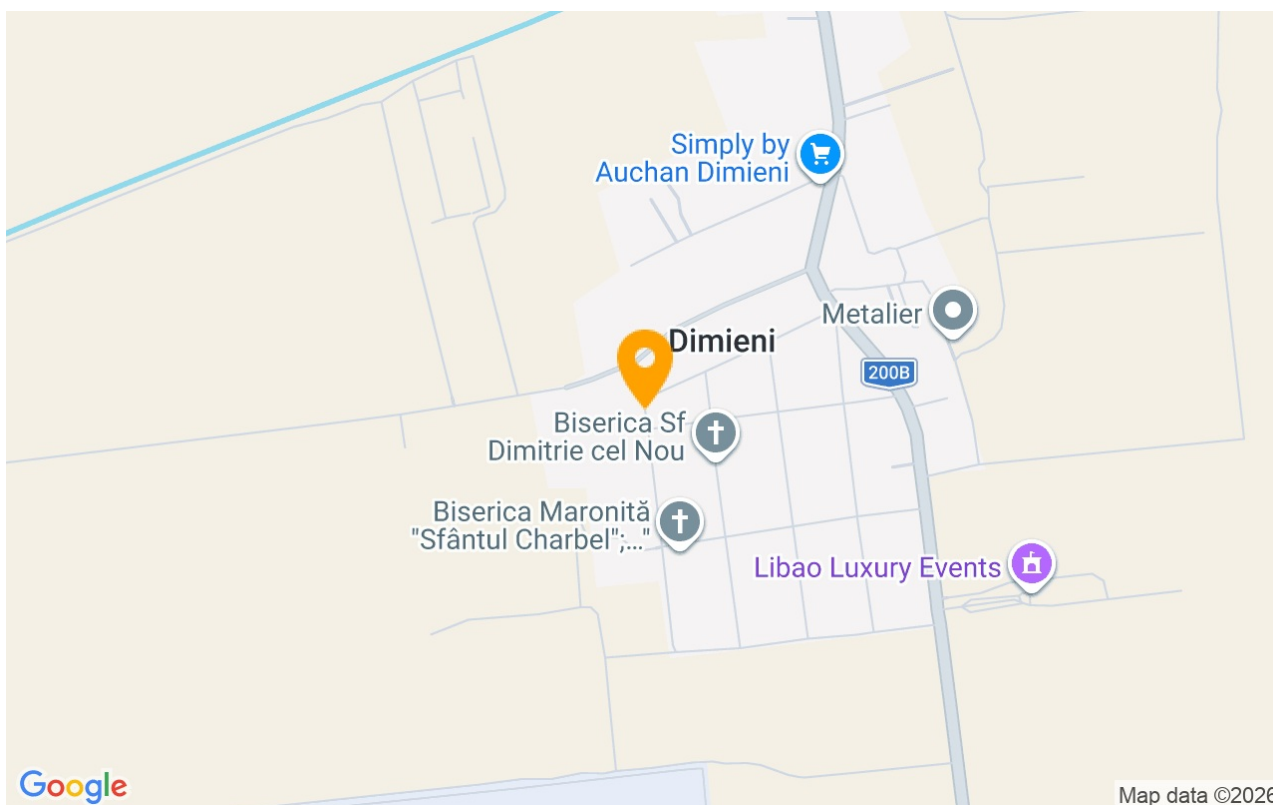 Simply by
Auchan Dimieni
Metalier
Dimieni
200B
Biserica Sf
Dimitrie cel Nou
Biserica Maronită
"Sfântul Charbel";..."
Libao Luxury Events
Google
Map data ©2026